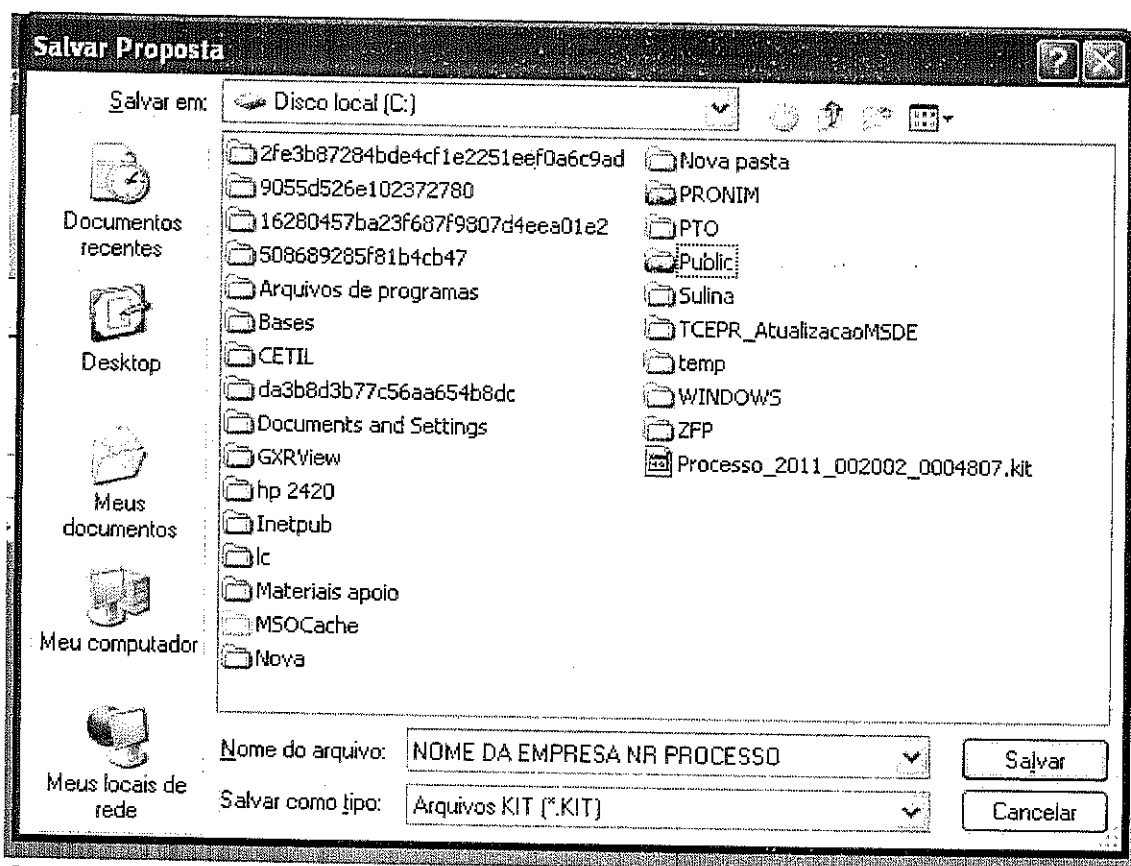 Salvar Proposta
Salvar em: Disco local (C:)
Documentos recentes
Desktop
Meus documentos
Meu computador
Meus locais de rede
2fe3b87284bde4cf1e2251eef0a6c9ad
9055d526e102372780
16280457ba23f687f9807d4eea01e2
508689285f81b4cb47
Arquivos de programas
Bases
CETIL
da3b8d3b77c56aa654b8dc
Documents and Settings
GXRView
hp 2420
Inetpub
lc
Materiais apoio
MSOCache
Nova
Nova pasta
PRONIM
PTO
Public
Sulina
TCEPR_AtualizacaoMSDE
temp
WINDOWS
ZFP
Processo_2011_002002_0004807.kit
Nome do arquivo: NOME DA EMPRESA NR PROCESSO Salvar
Salvar como tipo: Arquivos KIT (*.KIT) Cancelar